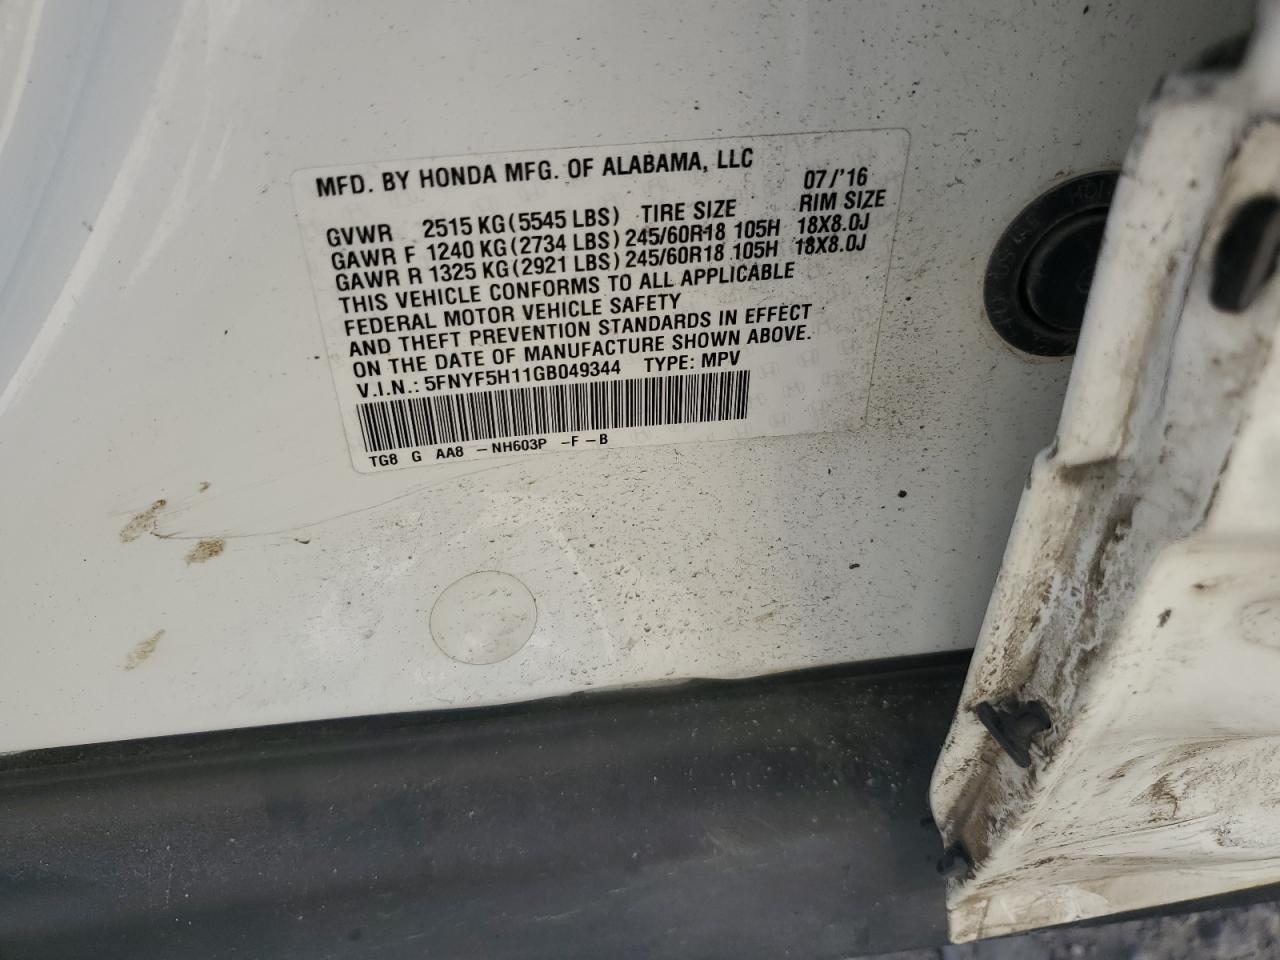 MFD. BY HONDA MFG. OF ALABAMA, LLC 07/'16
GVWR 2515 KG (5545 LBS) TIRE SIZE RIM SIZE
GAWR F 1240 KG (2734 LBS) 245/60R18 105H 18X8.0J
GAWR R 1325 KG (2921 LBS) 245/60R18 105H 18X8.0J
THIS VEHICLE CONFORMS TO ALL APPLICABLE
FEDERAL MOTOR VEHICLE SAFETY
AND THEFT PREVENTION STANDARDS IN EFFECT
ON THE DATE OF MANUFACTURE SHOWN ABOVE.
V.I.N.: 5FNYF5H11GB049344 TYPE: MPV
TG8 G AA8 -NH603P -F-B